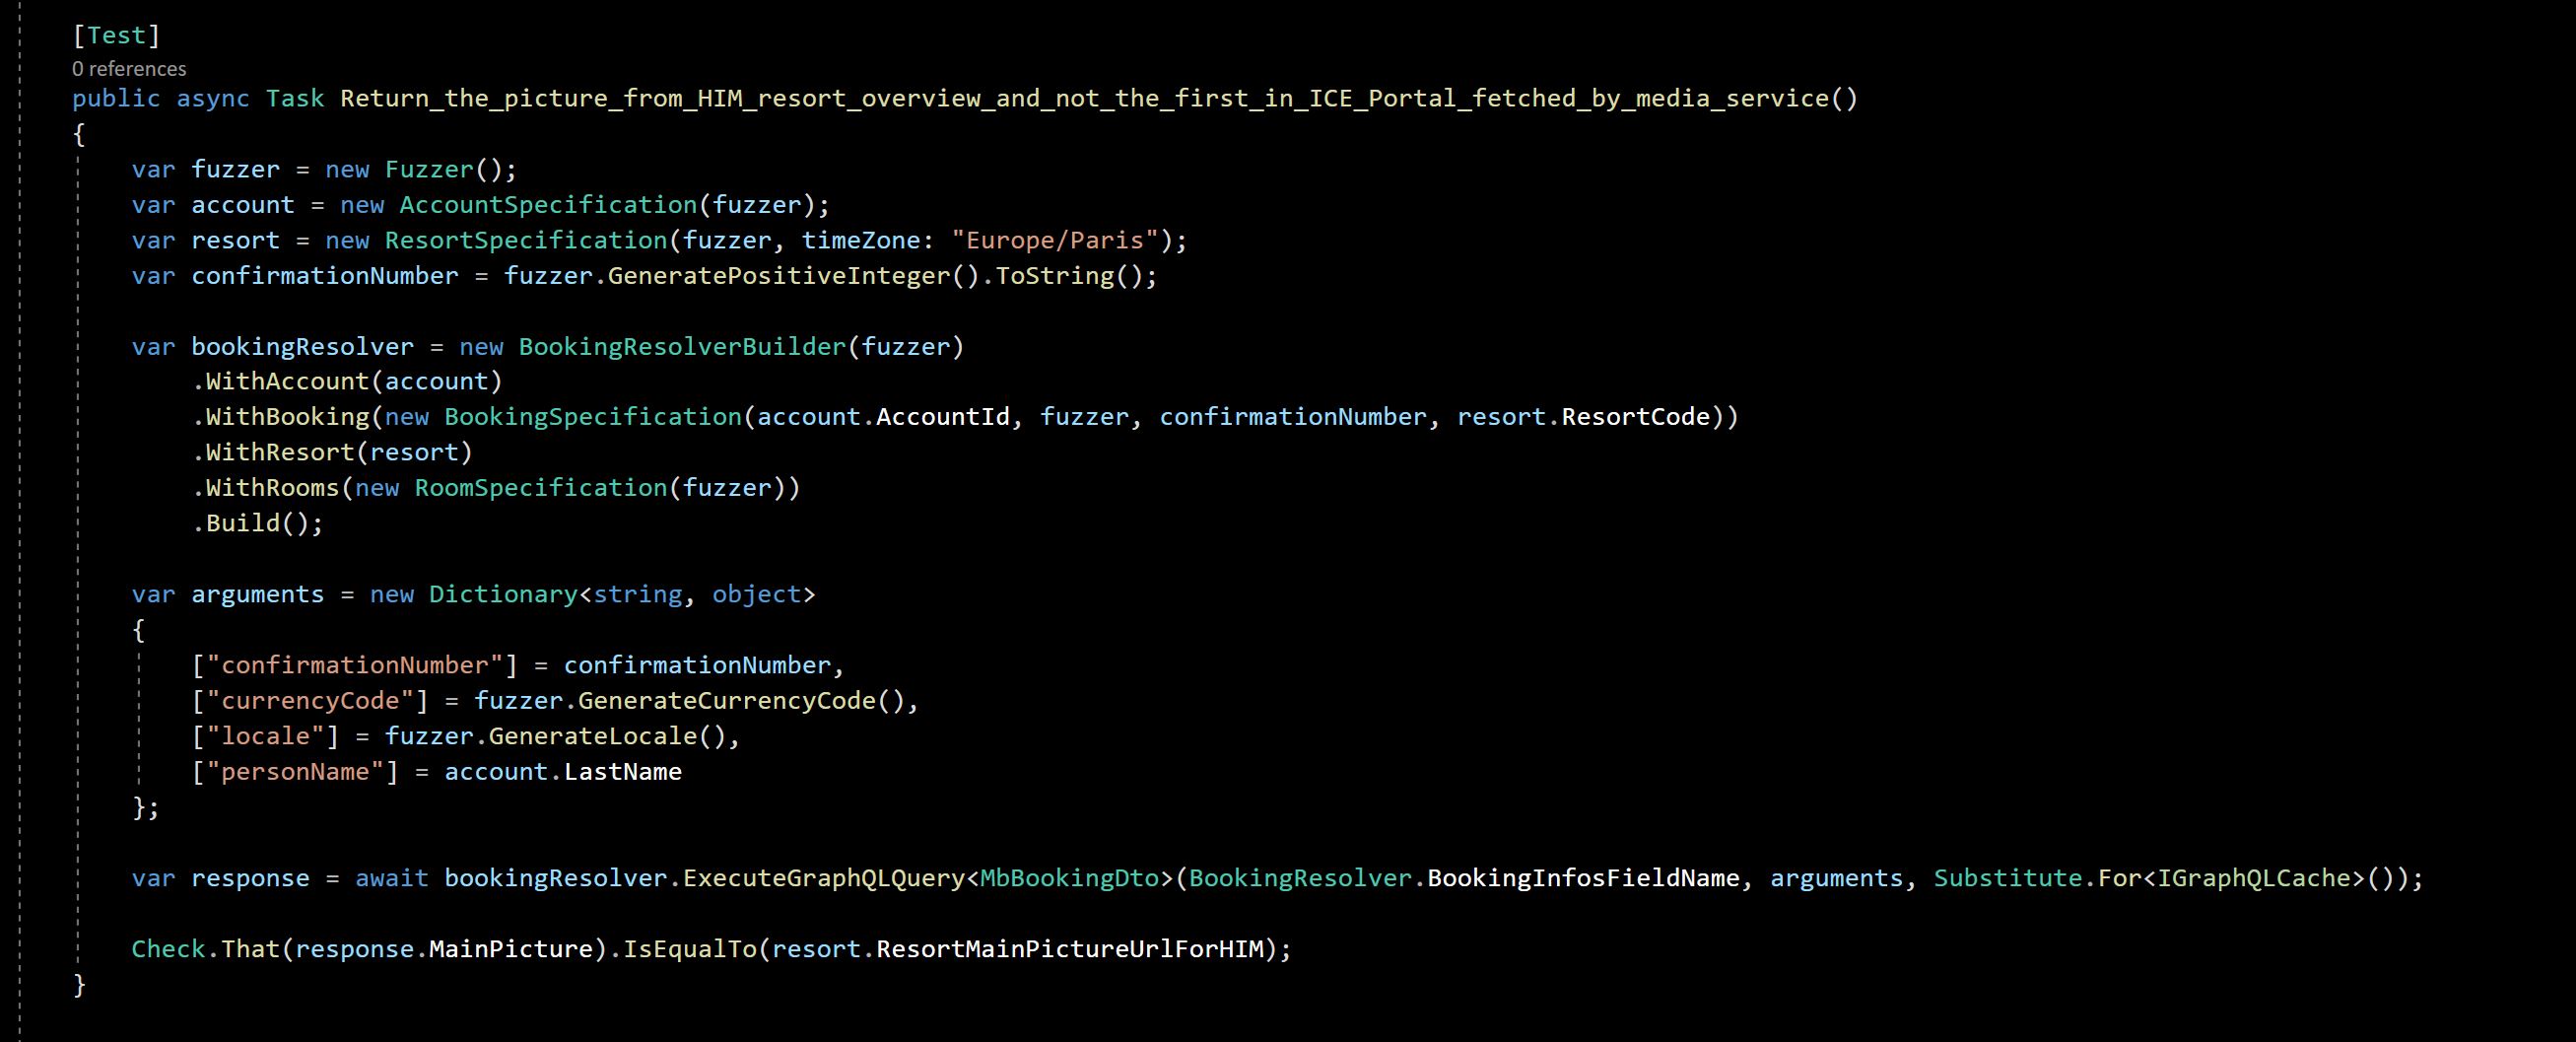 [Test]
0 references
public async Task Return_the_picture_from_HIM_resort_overview_and_not_the_first_in_ICE_Portal_fetched_by_media_service()
{
var fuzzer = new Fuzzer();
var account = new AccountSpecification(fuzzer);
var resort = new ResortSpecification(fuzzer, timeZone: "Europe/Paris");
var confirmationNumber = fuzzer.GeneratePositiveInteger().ToString();
var bookingResolver = new BookingResolverBuilder(fuzzer)
.WithAccount(account)
.WithBooking(new BookingSpecification(account.AccountId, fuzzer, confirmationNumber, resort.ResortCode))
.WithResort(resort)
.WithRooms(new RoomSpecification(fuzzer))
.Build();
var arguments = new Dictionary<string, object>
{
["confirmationNumber"] = confirmationNumber,
["currencyCode"] = fuzzer.GenerateCurrencyCode(),
["locale"] = fuzzer.GenerateLocale(),
["personName"] = account.LastName
};
var response = await bookingResolver.ExecuteGraphQLQuery<MbBookingDto>(BookingResolver.BookingInfosFieldName, arguments, Substitute.For<IGraphQLCache>());
Check.That(response.MainPicture).IsEqualTo(resort.ResortMainPictureUrlForHIM);
}